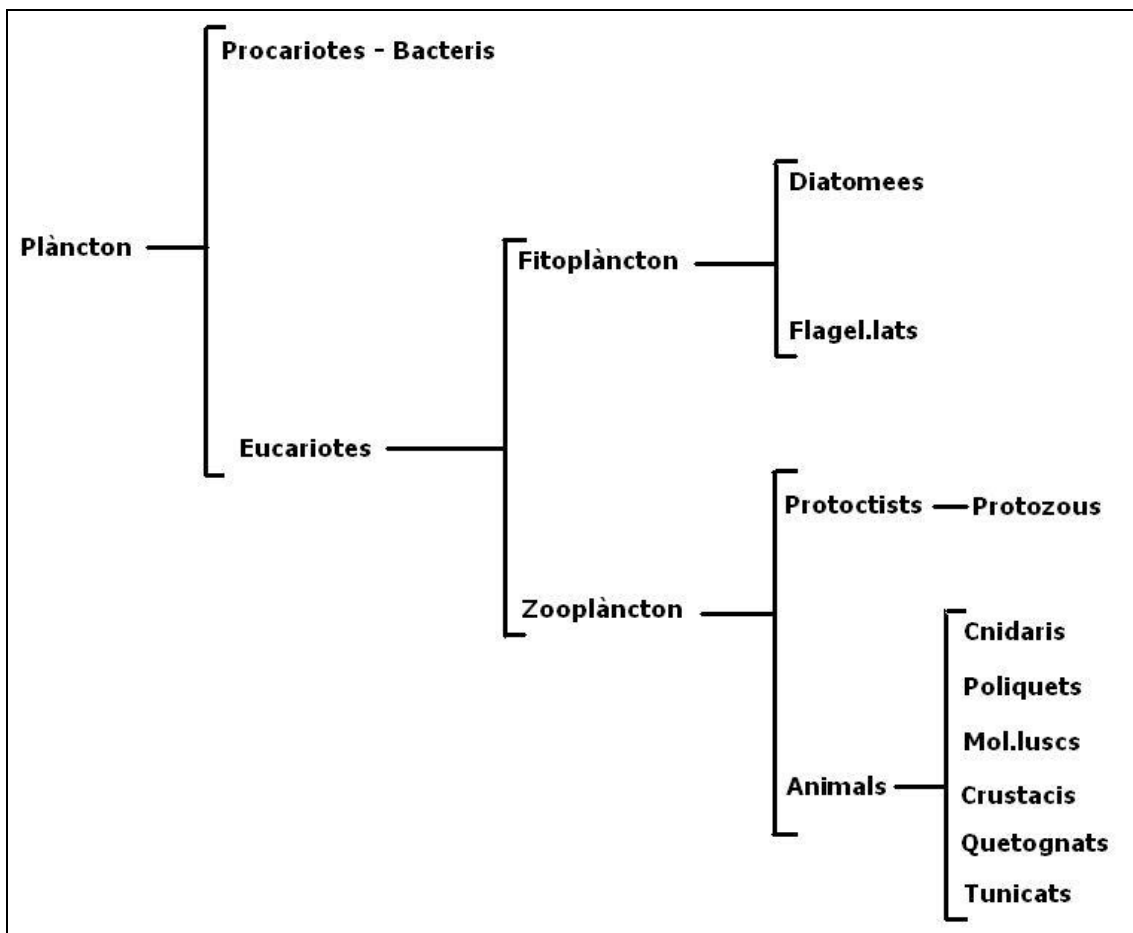 Procariotes - Bacteris
Diatomees
Plàncton
Fitoplàncton
Flagel.lats
Eucariotes
Protoctists
Protozous
Zooplàncton
Cnidaris
Poliquets
Mol.luscs
Animals
Crustacis
Quetognats
Tunicats